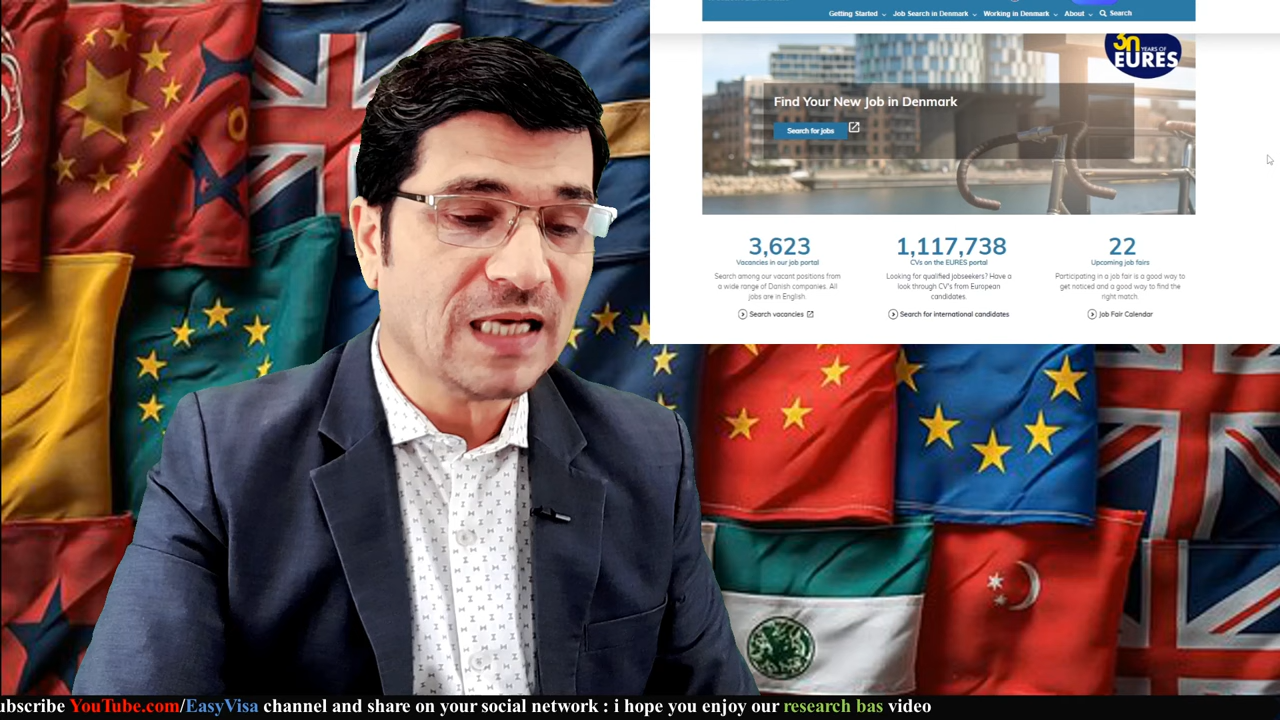 Getting Started Job Search in Denmark Working in Denmark About Search
30 YEARS OF
EURES
Find Your New Job in Denmark
Search for jobs
3,623
Vacancies in our job portal
Search among our vacant positions from
a wide range of Danish companies. All
jobs are in English.
Search vacancies
1,117,738
CVs on the EURES portal
Looking for qualified jobseekers? Have a
look through CV's from European
candidates.
Search for international candidates
22
Upcoming job fairs
Participating in a job fair is a good way to
get noticed and a good way to find the
right match.
Job Fair Calendar
ubscribe YouTube.com/EasyVisa channel and share on your social network : i hope you enjoy our research bas video